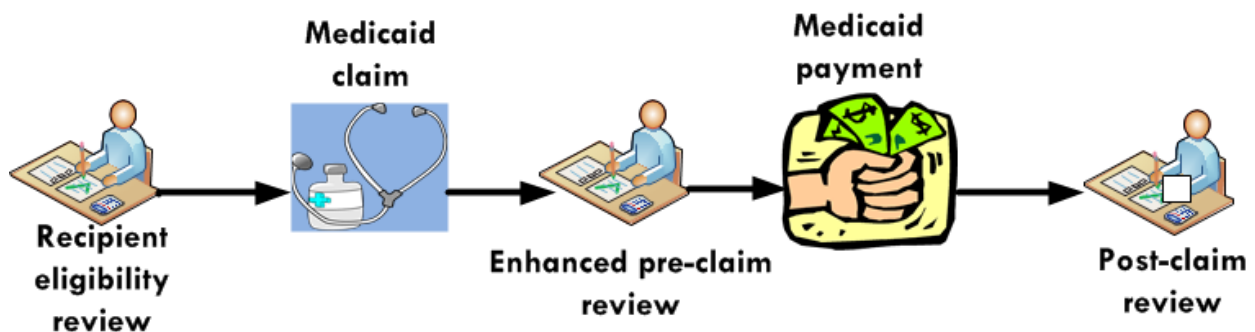 Recipient
eligibility
review
Medicaid
claim
Enhanced pre-claim
review
Medicaid
payment
Post-claim
review